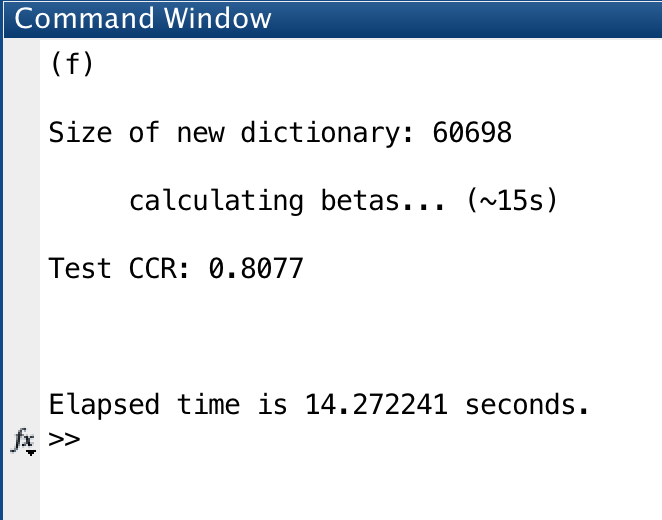 Command Window
(f)
Size of new dictionary: 60698
calculating betas... (~15s)
Test CCR: 0.8077
Elapsed time is 14.272241 seconds.
fx >>